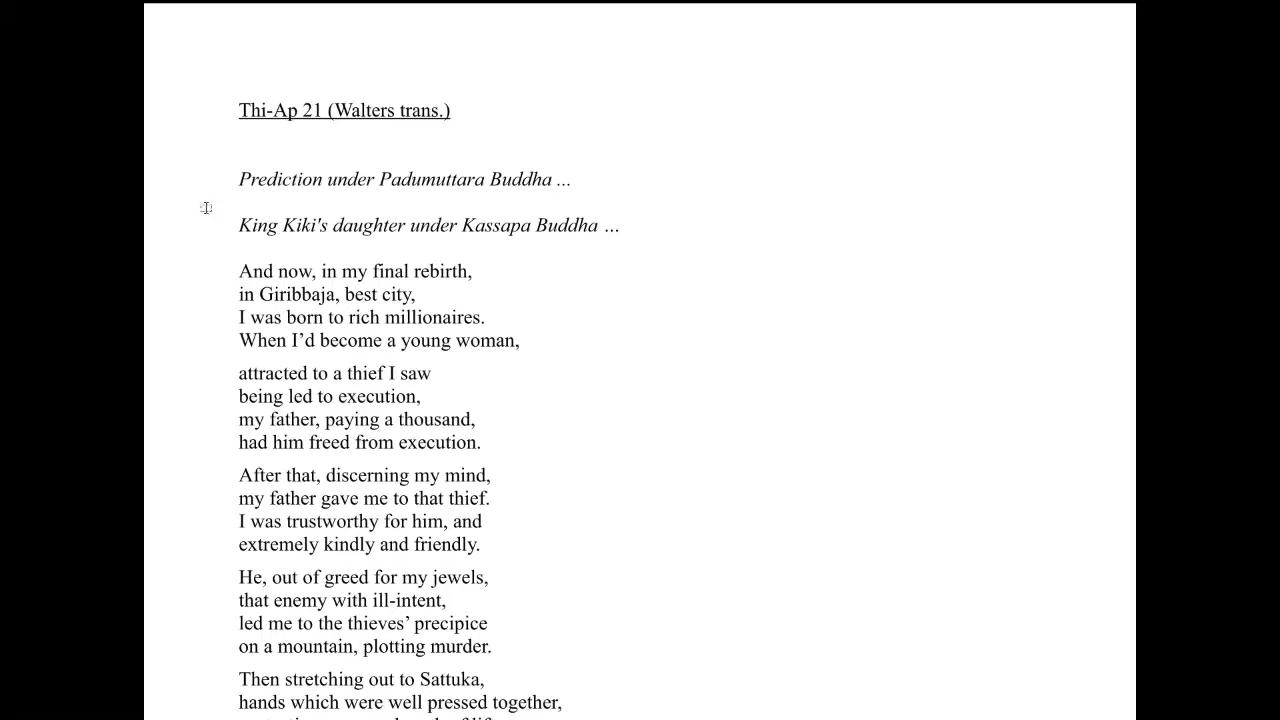 Thi-Ap 21 (Walters trans.)
Prediction under Padumuttara Buddha ...
King Kiki's daughter under Kassapa Buddha ...
And now, in my final rebirth,
in Giribbaja, best city,
I was born to rich millionaires.
When I’d become a young woman,
attracted to a thief I saw
being led to execution,
my father, paying a thousand,
had him freed from execution.
After that, discerning my mind,
my father gave me to that thief.
I was trustworthy for him, and
extremely kindly and friendly.
He, out of greed for my jewels,
that enemy with ill-intent,
led me to the thieves’ precipice
on a mountain, plotting murder.
Then stretching out to Sattuka,
hands which were well pressed together,